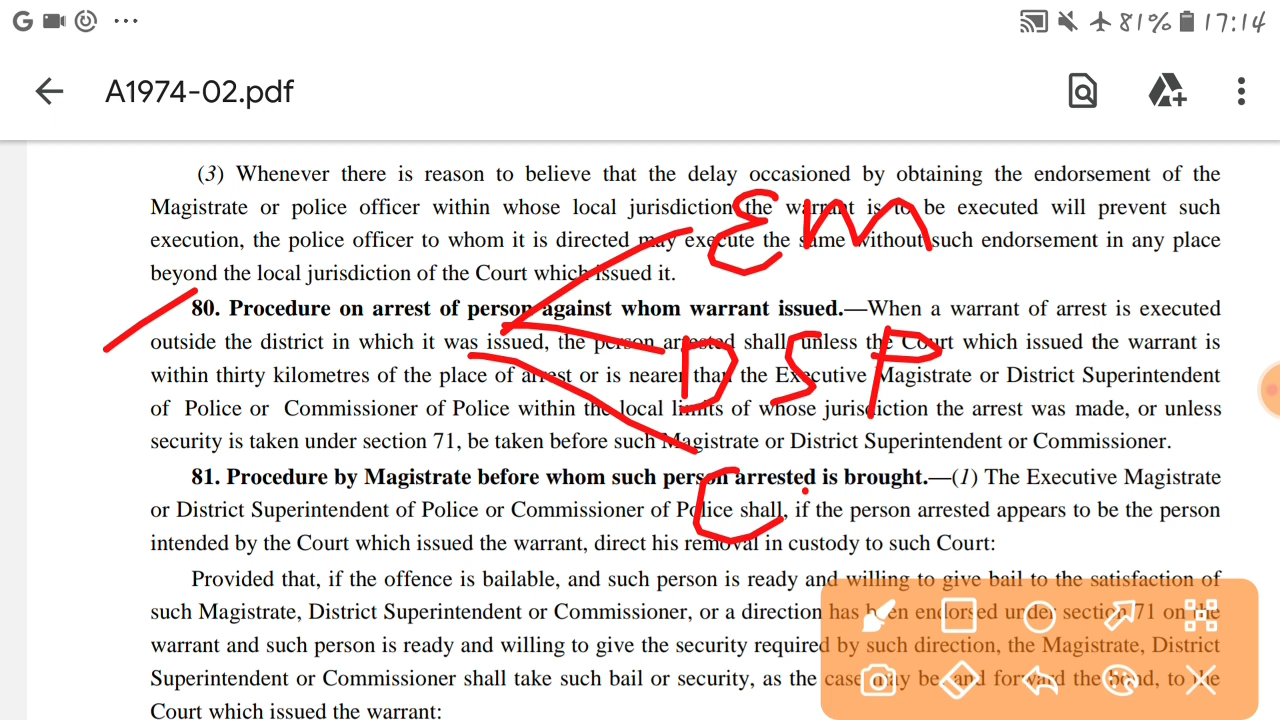 G ... 81% 17:14
A1974-02.pdf
(3) Whenever there is reason to believe that the delay occasioned by obtaining the endorsement of the
Magistrate or police officer within whose local jurisdiction the warrant is to be executed will prevent such
execution, the police officer to whom it is directed may execute the same without such endorsement in any place
beyond the local jurisdiction of the Court which issued it.
Em
80. Procedure on arrest of person against whom warrant issued.—When a warrant of arrest is executed
outside the district in which it was issued, the person arrested shall, unless the Court which issued the warrant is
within thirty kilometres of the place of arrest or is nearer than the Executive Magistrate or District Superintendent
of Police or Commissioner of Police within the local limits of whose jurisdiction the arrest was made, or unless
security is taken under section 71, be taken before such Magistrate or District Superintendent or Commissioner.
DSP
81. Procedure by Magistrate before whom such person arrested is brought.—(1) The Executive Magistrate
or District Superintendent of Police or Commissioner of Police shall, if the person arrested appears to be the person
intended by the Court which issued the warrant, direct his removal in custody to such Court:
C
Provided that, if the offence is bailable, and such person is ready and willing to give bail to the satisfaction of
such Magistrate, District Superintendent or Commissioner, or a direction has been endorsed under section 71 on the
warrant and such person is ready and willing to give the security required by such direction, the Magistrate, District
Superintendent or Commissioner shall take such bail or security, as the case may be, and forward the bond, to the
Court which issued the warrant: